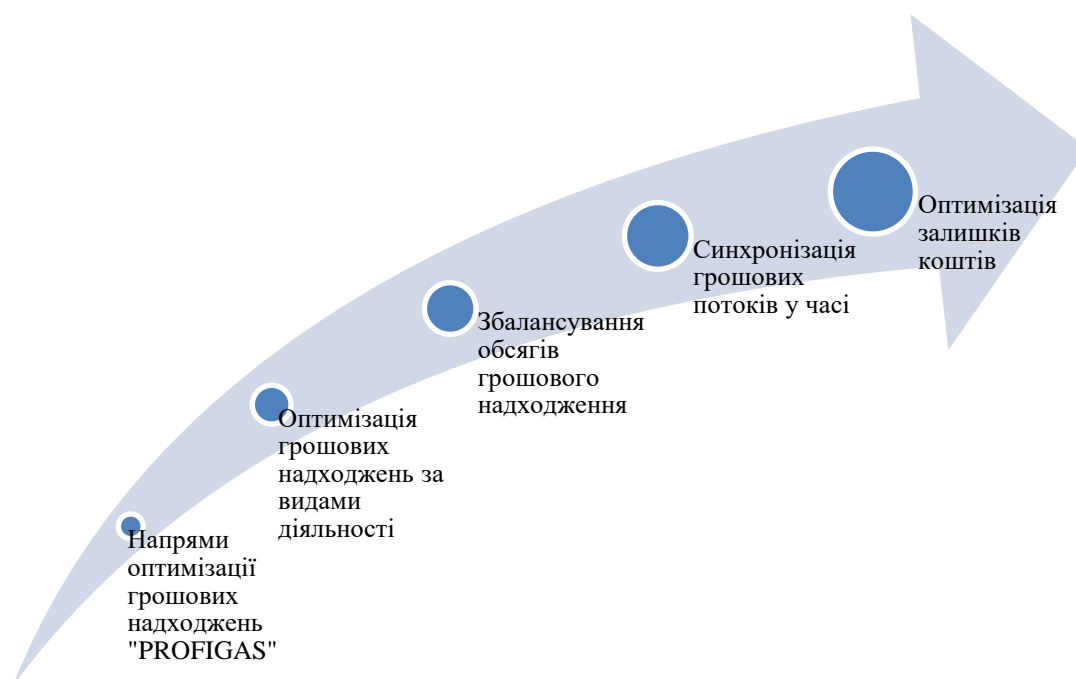 Напрями
оптимізації
грошових
надходжень
"PROFIGAS"
Оптимізація
грошових
надходжень за
видами
діяльності
Збалансування
обсягів
грошового
надходження
Синхронізація
грошових
потоків у часі
Оптимізація
залишків
коштів